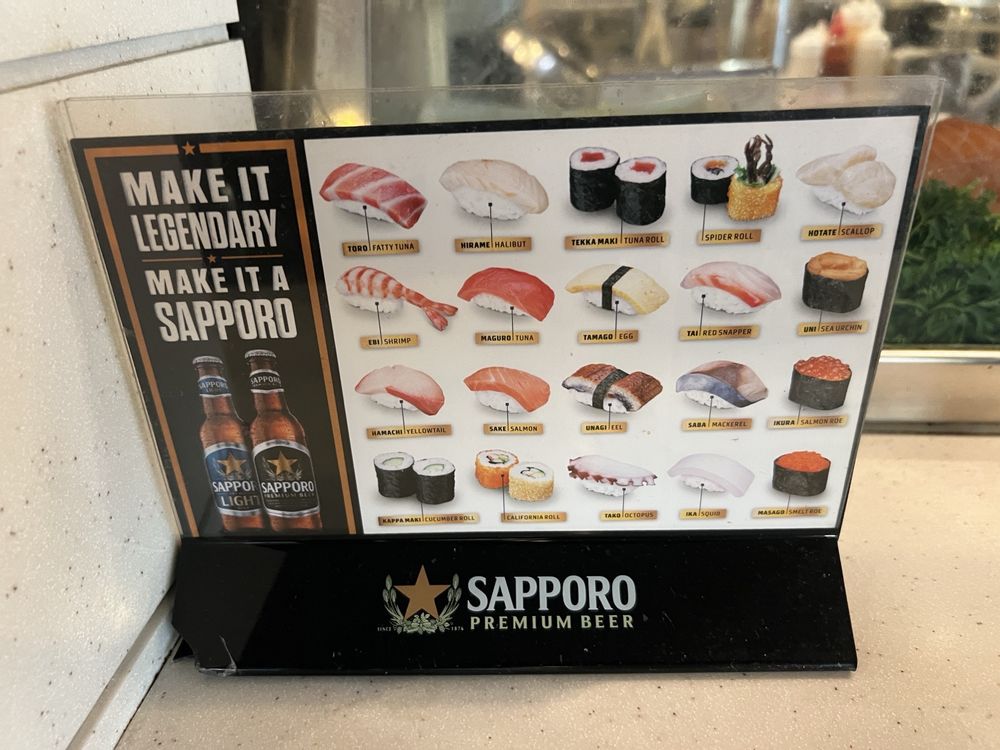 MAKE IT
LEGENDARY
MAKE IT A
SAPPORO
SAPPORO
LIGHT
SAPPORO
SAPPORO
LIGHT
SAPPORO
PREMIUM BEER
TORO FATTY TUNA
HIRAME HALIBUT
TEKKA MAKI TUNA ROLL
SPIDER ROLL
HOTATE SCALLOP
EBI SHRIMP
MAGURO TUNA
TAMAGO EGG
TAI RED SNAPPER
UNI SEA URCHIN
HAMACHI YELLOWTAIL
SAKE SALMON
UNAGI EEL
SABA MACKEREL
IKURA SALMON ROE
KAPPA MAKI CUCUMBER ROLL
CALIFORNIA ROLL
TAKO OCTOPUS
IKA SQUID
MASAGO SMELT ROE
SINCE 1876
SAPPORO
PREMIUM BEER